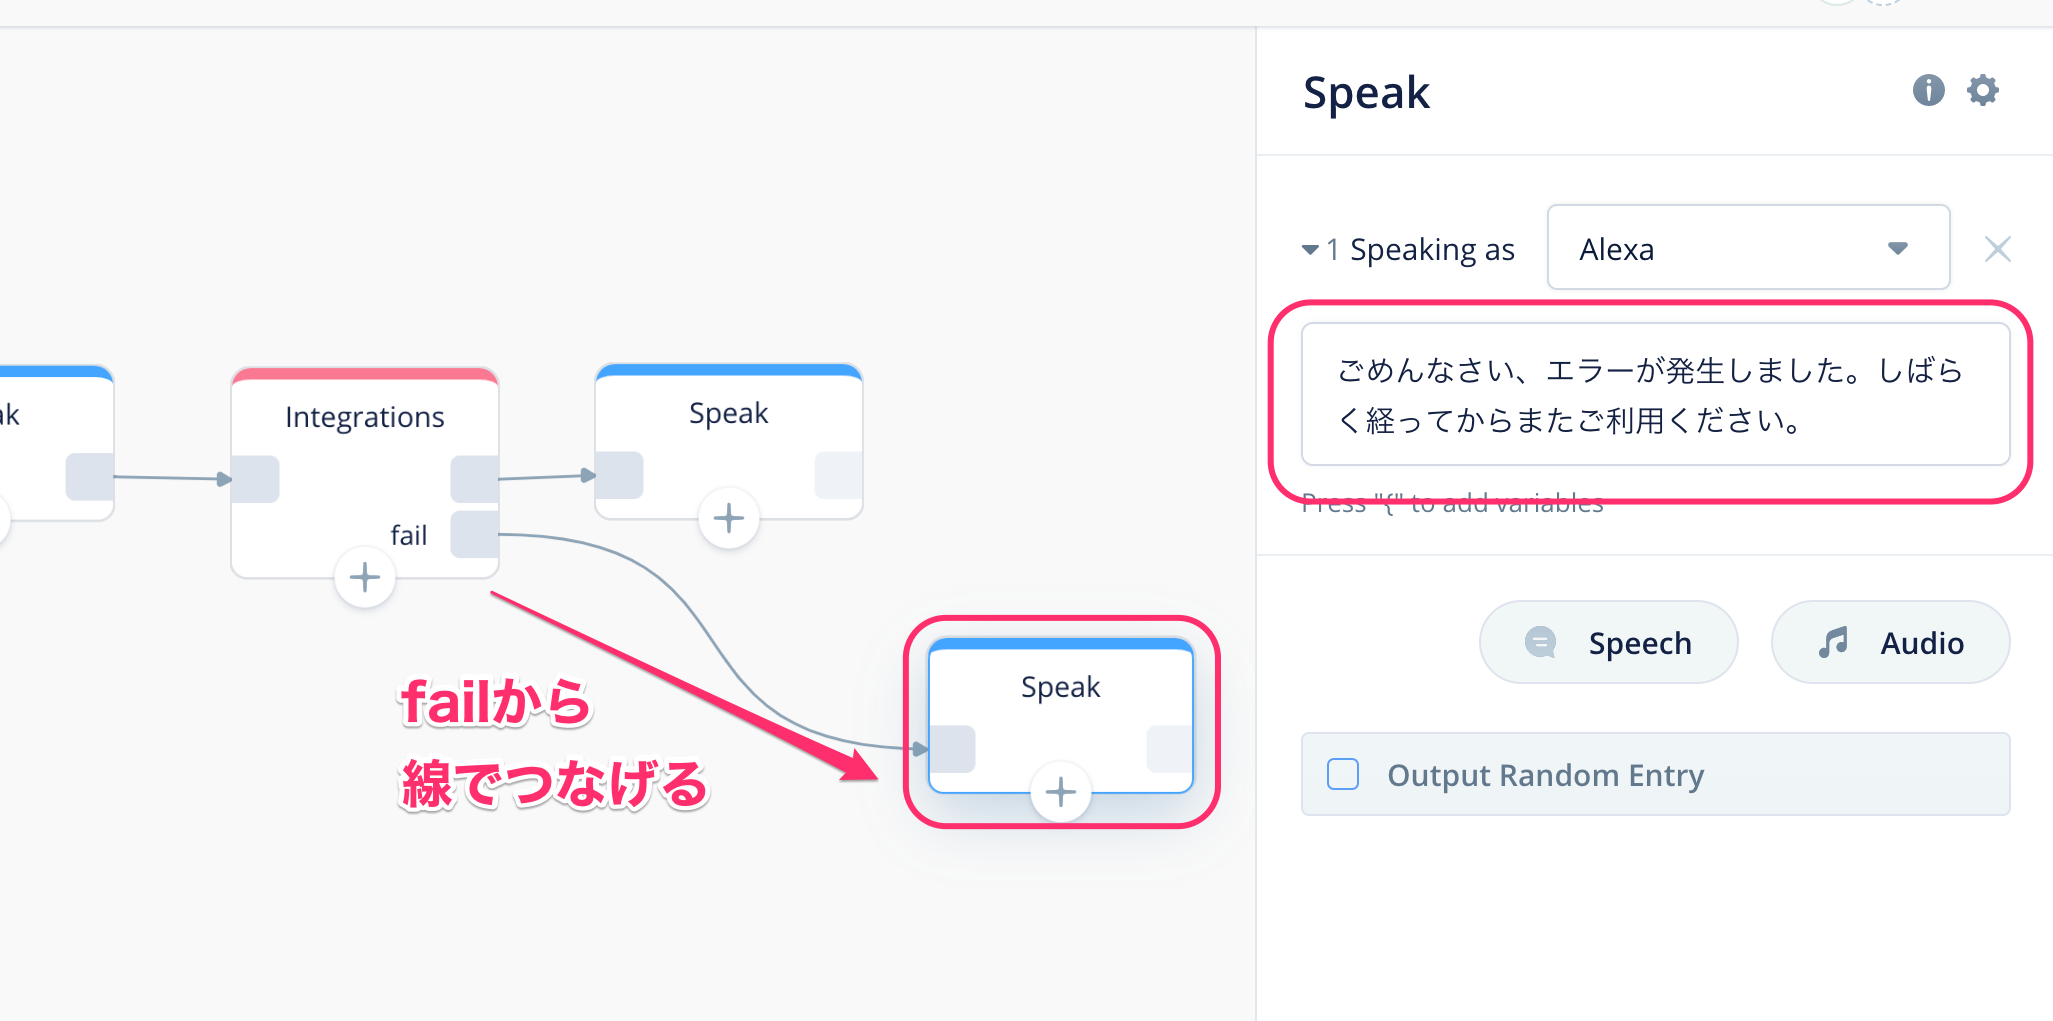 ak
Integrations
fail
Speak
failから
線でつなげる
Speak
Speak
1 Speaking as
Alexa
ごめんなさい、エラーが発生しました。しばら
く経ってからまたご利用ください。
Press "{" to add variables
Speech
Audio
Output Random Entry